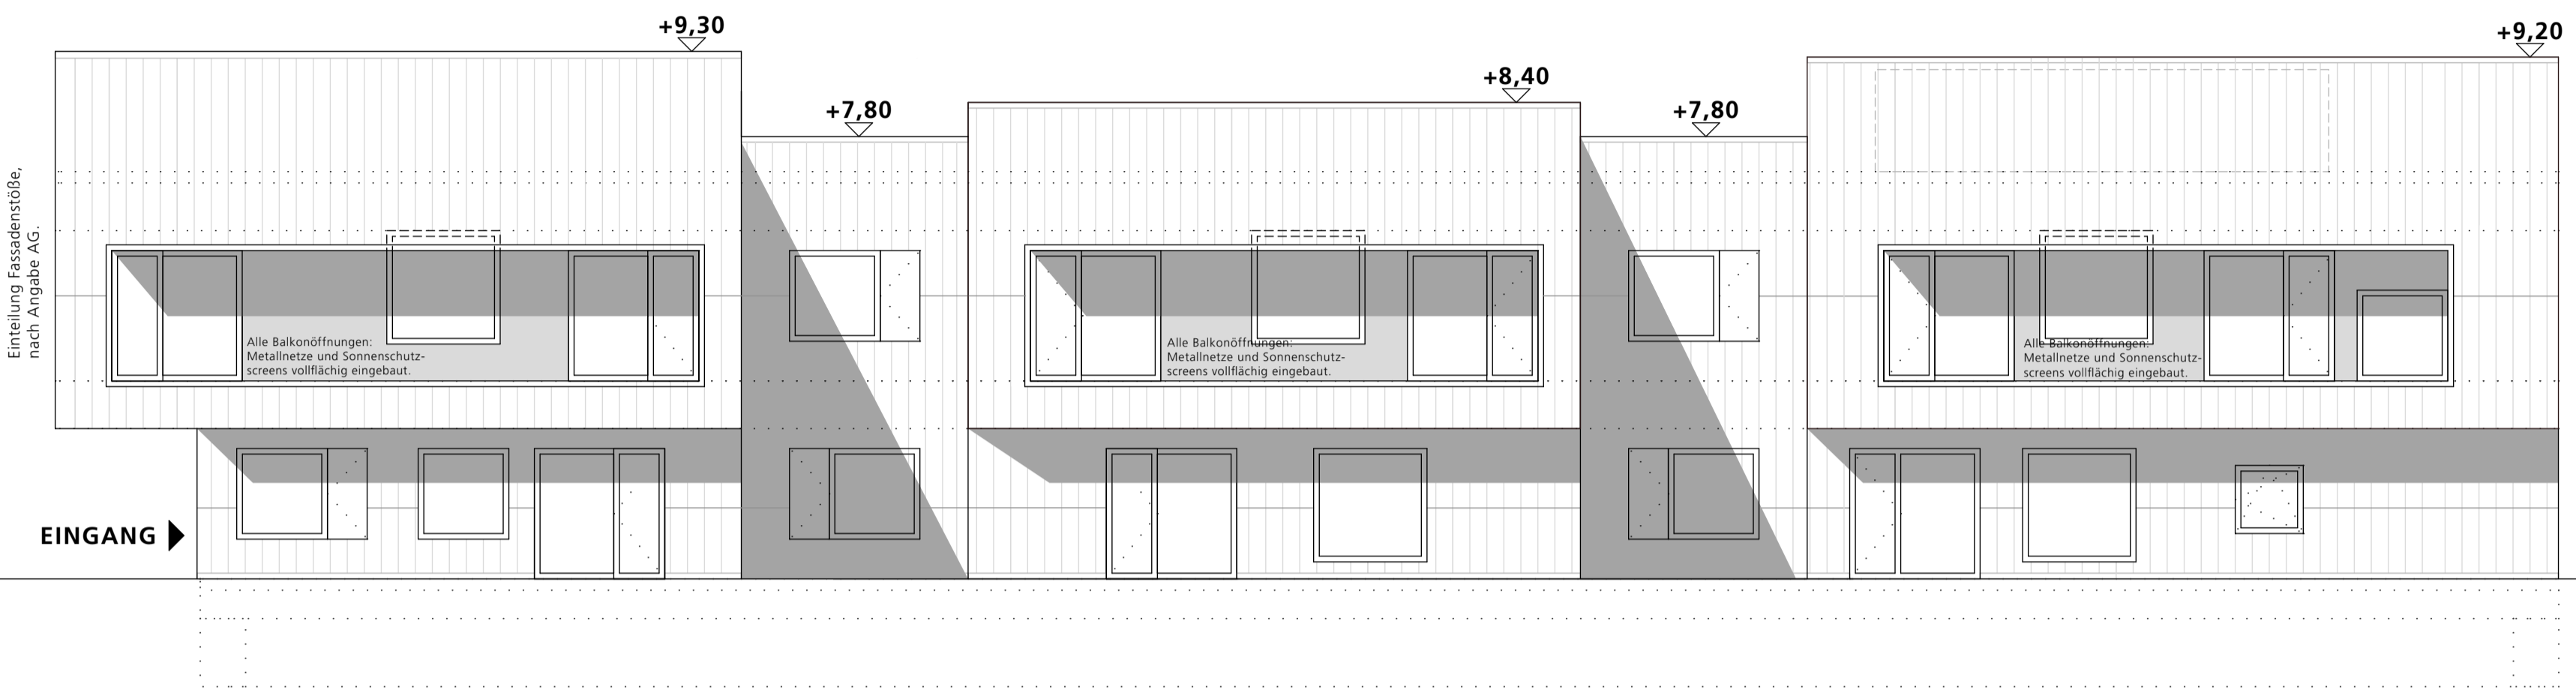 +9,30
+7,80
+8,40
+7,80
+9,20
Einteilung Fassadenstöße,
nach Angabe AG.
Alle Balkonöffnungen:
Metallnetze und Sonnenschutz-
screens vollflächig eingebaut.
Alle Balkonöffnungen:
Metallnetze und Sonnenschutz-
screens vollflächig eingebaut.
Alle Balkonöffnungen:
Metallnetze und Sonnenschutz-
screens vollflächig eingebaut.
EINGANG